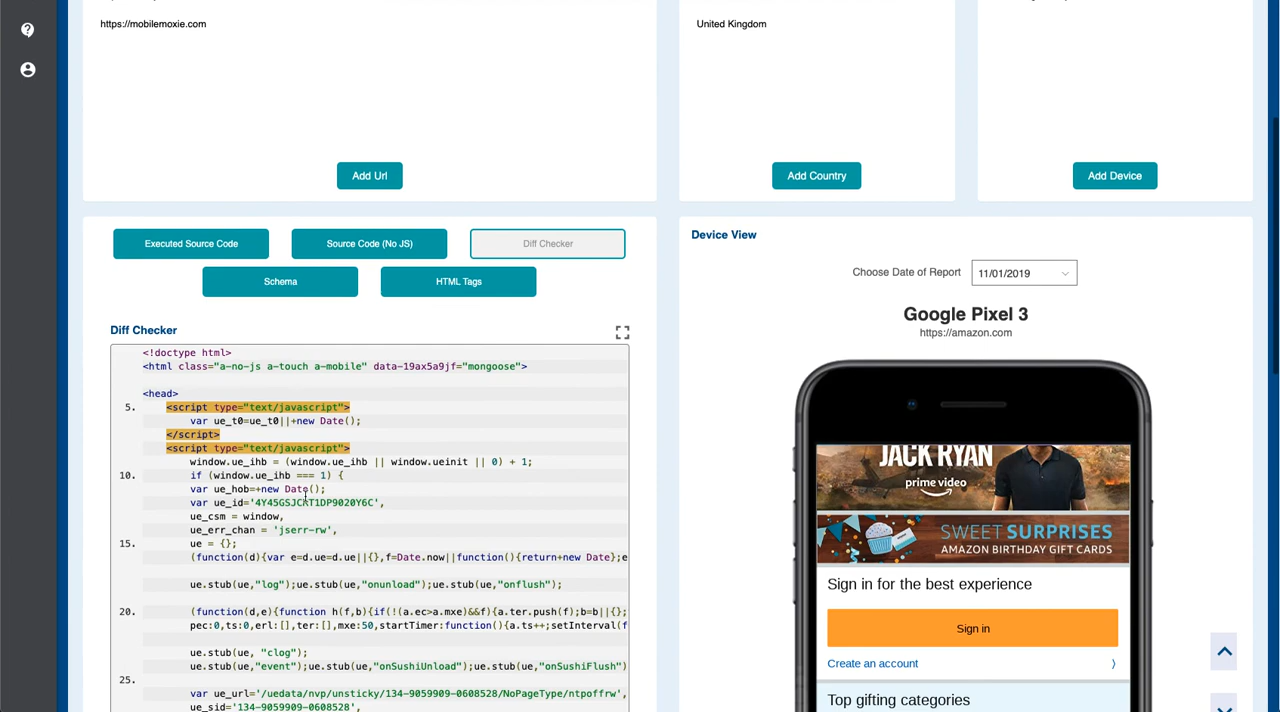 https://mobilemoxie.com
United Kingdom
Add Url
Add Country
Add Device
Executed Source Code
Source Code (No JS)
Diff Checker
Schema
HTML Tags
Diff Checker
<!doctype html>
<html class="a-no-js a-touch a-mobile" data-19ax5a9jf="mongoose">
<head>
5. <script type="text/javascript">
var ue_t0=ue_t0||+new Date();
</script>
<script type="text/javascript">
window.ue_ihb = (window.ue_ihb || window.ueinit || 0) + 1;
10. if (window.ue_ihb === 1) {
var ue_hob=+new Date();
var ue_id='4Y45GSJCRT1DP9020Y6C',
ue_csm = window,
ue_err_chan = 'jserr-rw',
15. ue = {};
(function(d){var e=d.ue=d.ue||{},f=Date.now||function(){return+new Date};e
ue.stub(ue,"log");ue.stub(ue,"onunload");ue.stub(ue,"onflush");
20. (function(d,e){function h(f,b){if(!(a.ec>a.mxe)&&f){a.ter.push(f);b=b||{};
pec:0,ts:0,erl:[],ter:[],mxe:50,startTimer:function(){a.ts++;setInterval(f
ue.stub(ue, "clog");
ue.stub(ue,"event");ue.stub(ue,"onSushiUnload");ue.stub(ue,"onSushiFlush")
25.
var ue_url='/uedata/nvp/unsticky/134-9059909-0608528/NoPageType/ntpoffrw',
ue_sid='134-9059909-0608528',
Device View
Choose Date of Report 11/01/2019
Google Pixel 3
https://amazon.com
JACK RYAN
prime video
SWEET SURPRISES
AMAZON BIRTHDAY GIFT CARDS
Sign in for the best experience
Sign in
Create an account
Top gifting categories